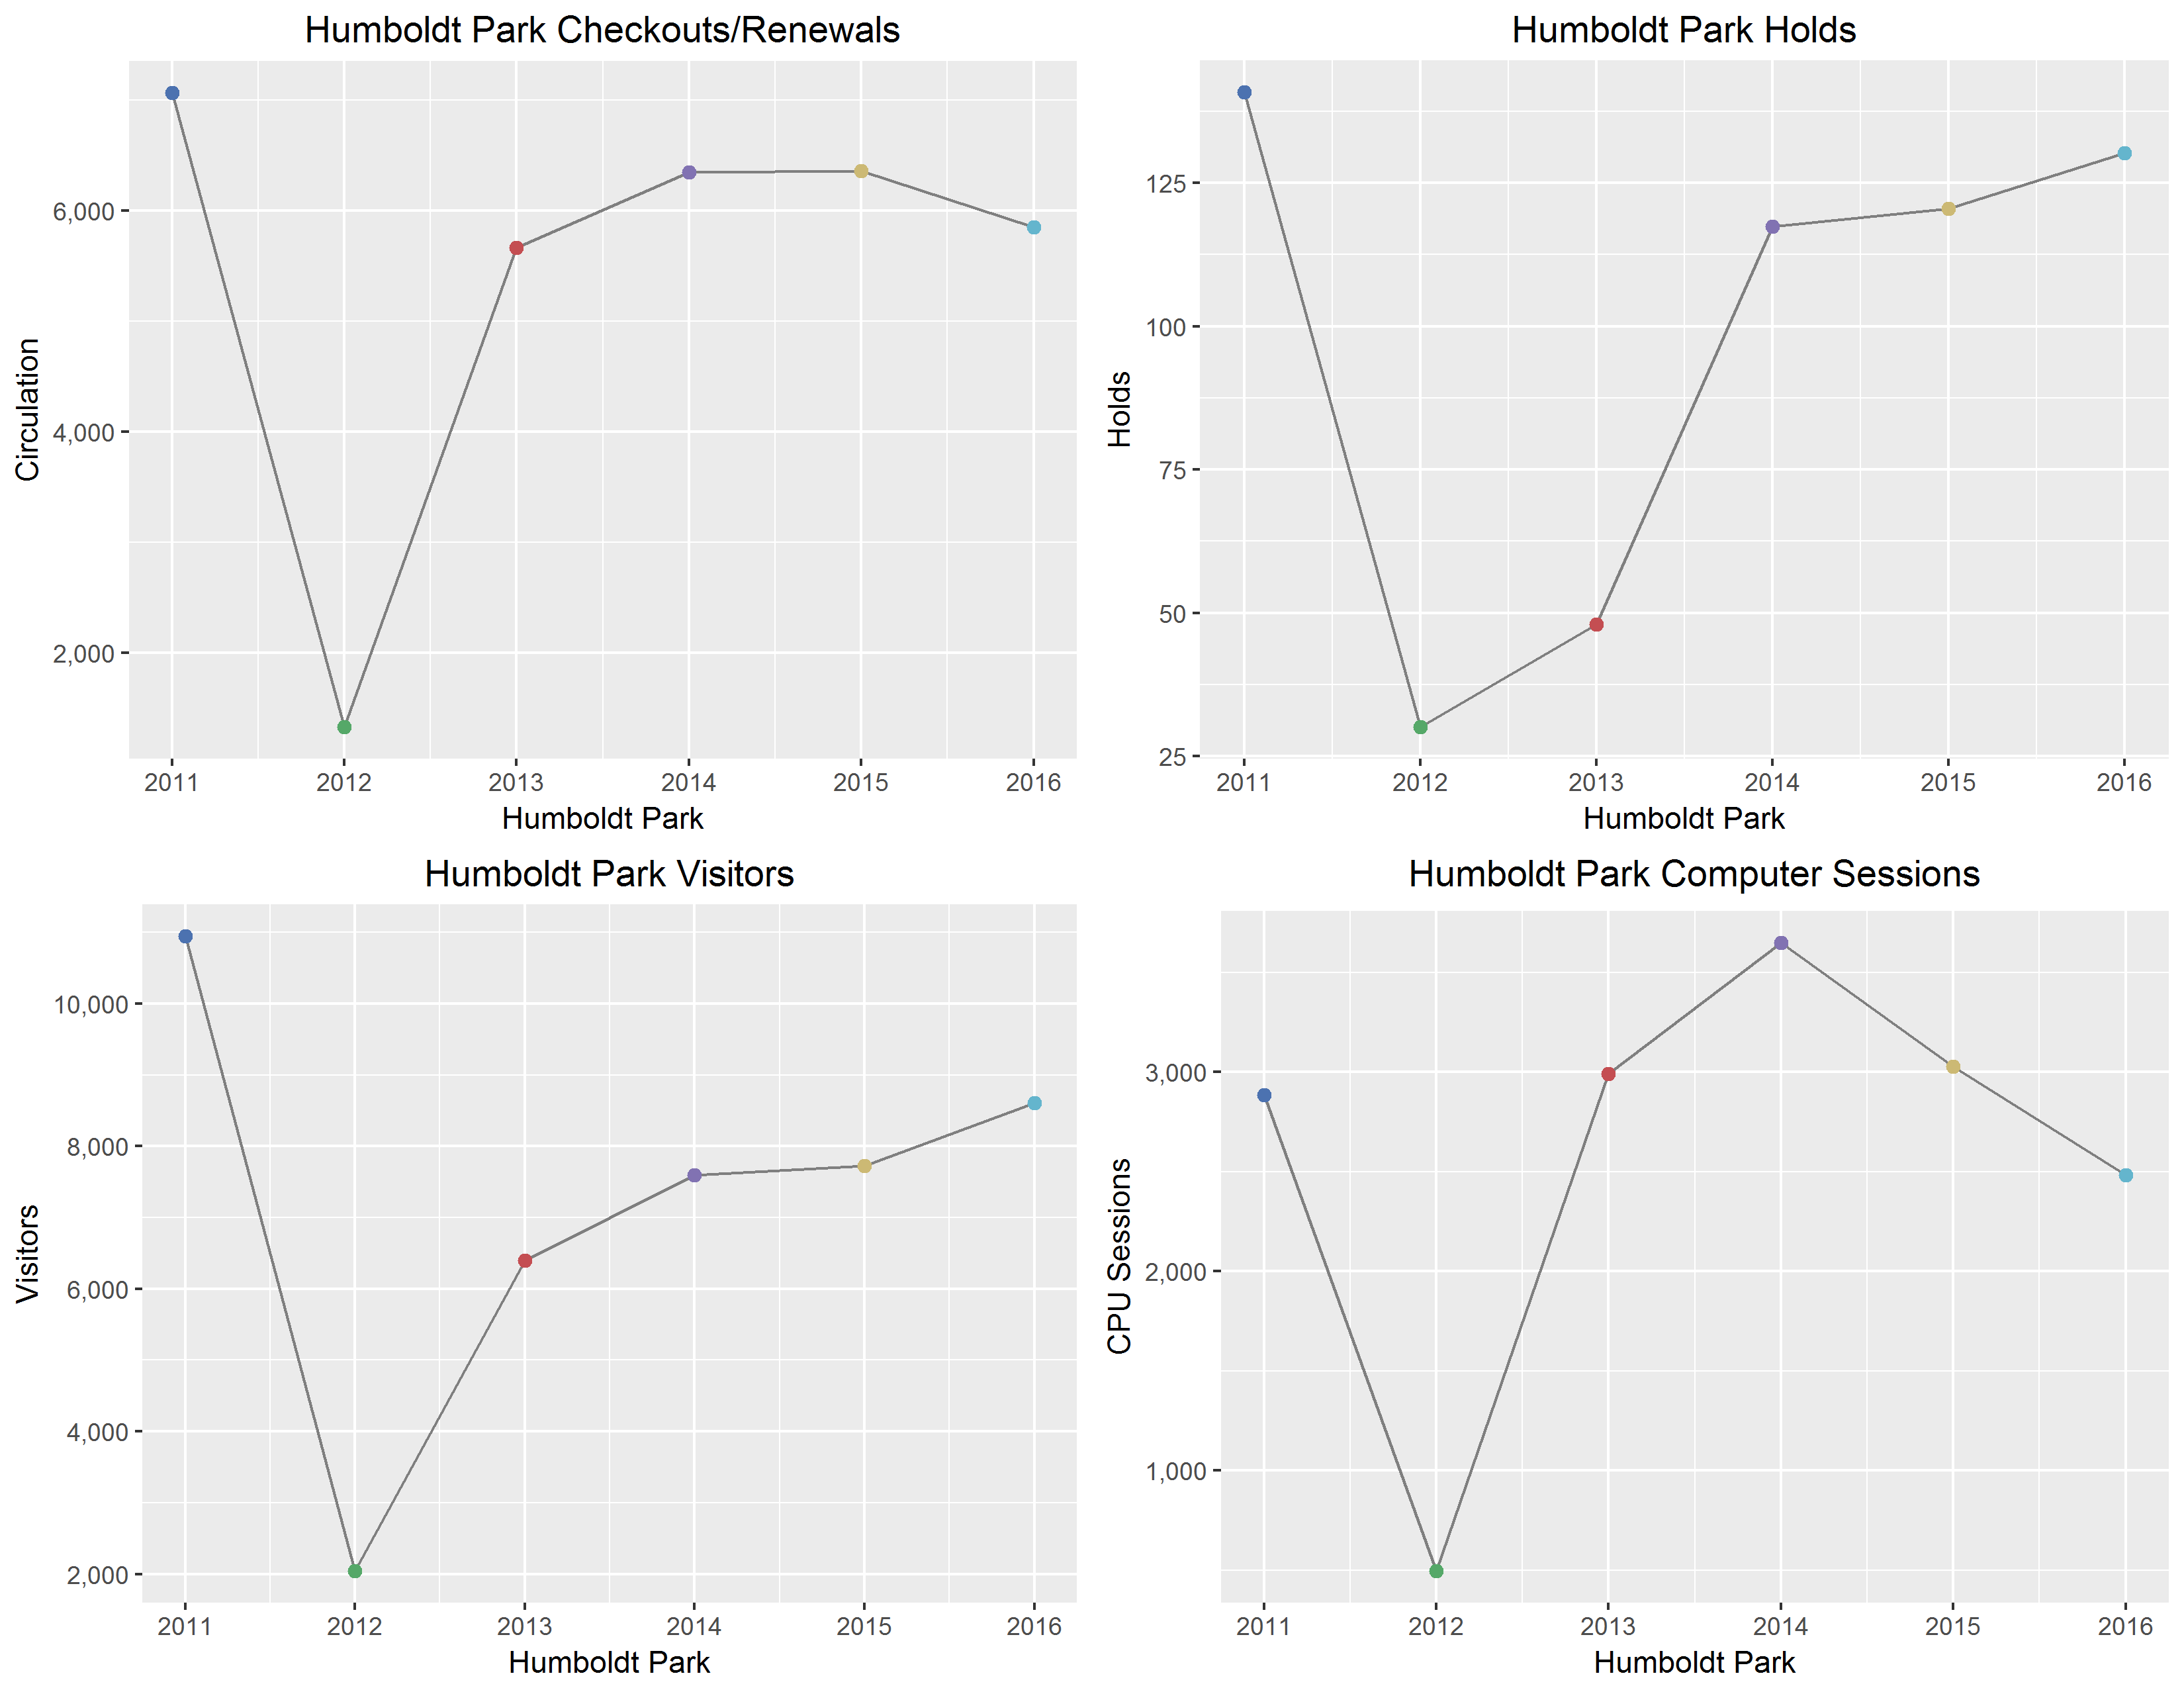 Humboldt Park Checkouts/Renewals
Circulation
6,000
4,000
2,000
2011 2012 2013 2014 2015 2016
Humboldt Park
Humboldt Park Holds
Holds
125
100
75
50
25
2011 2012 2013 2014 2015 2016
Humboldt Park
Humboldt Park Visitors
Visitors
10,000
8,000
6,000
4,000
2,000
2011 2012 2013 2014 2015 2016
Humboldt Park
Humboldt Park Computer Sessions
CPU Sessions
3,000
2,000
1,000
2011 2012 2013 2014 2015 2016
Humboldt Park